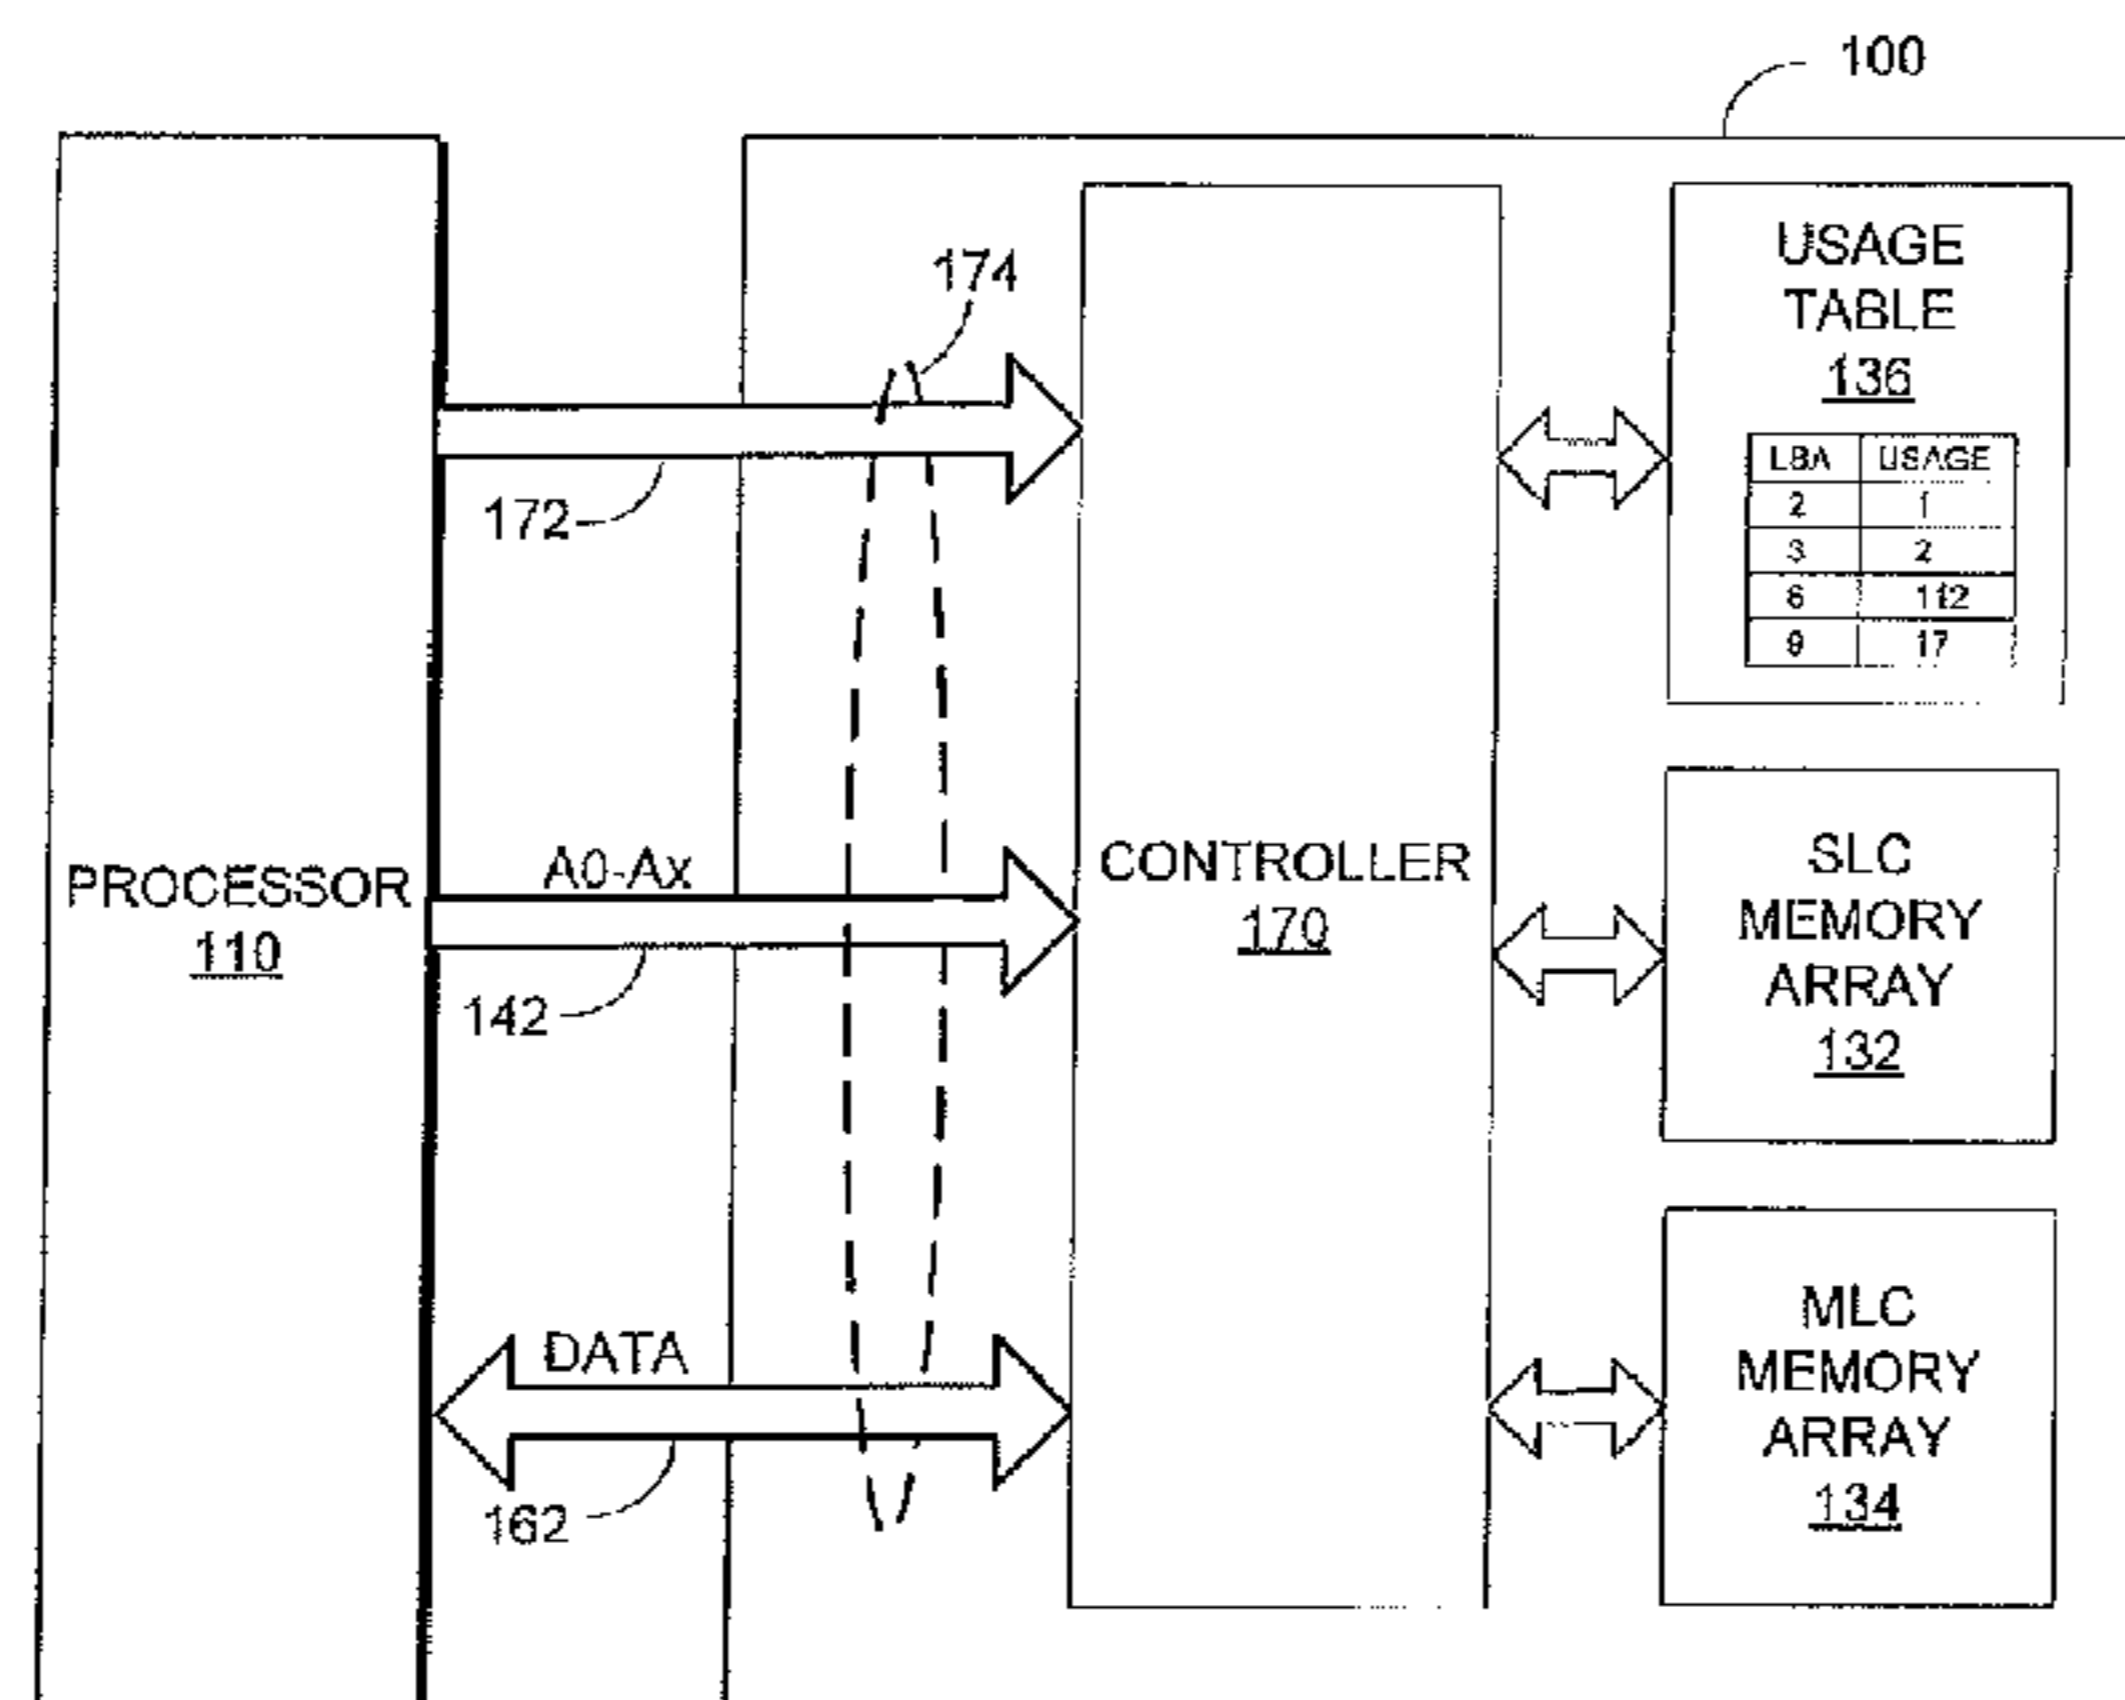 100
174
USAGE
TABLE
136
LBA USAGE
2 1
3 2
6 112
9 17
172
A0-Ax
PROCESSOR
110
142
CONTROLLER
170
SLC
MEMORY
ARRAY
132
DATA
162
MLC
MEMORY
ARRAY
134